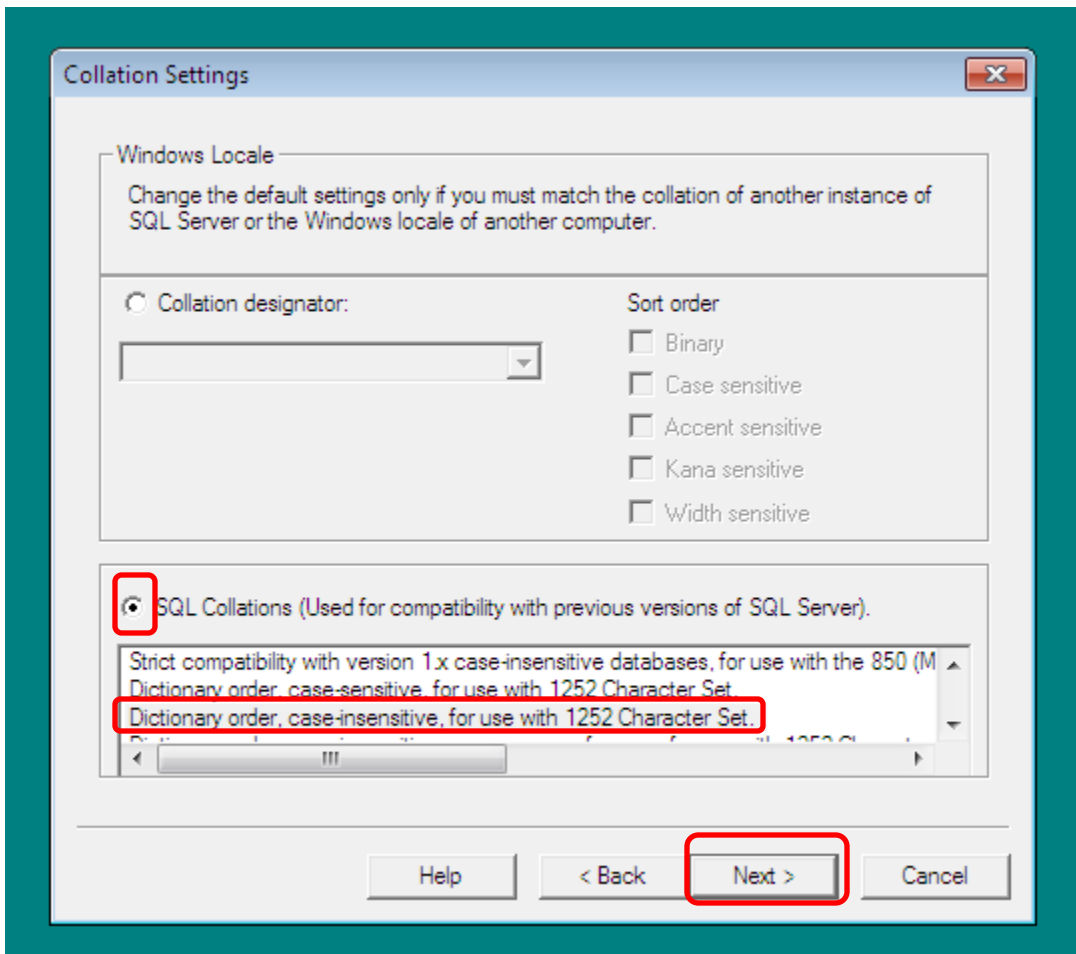 Collation Settings
Windows Locale
Change the default settings only if you must match the collation of another instance of
SQL Server or the Windows locale of another computer.
Collation designator:
Sort order
Binary
Case sensitive
Accent sensitive
Kana sensitive
Width sensitive
SQL Collations (Used for compatibility with previous versions of SQL Server).
Strict compatibility with version 1.x case-insensitive databases, for use with the 850 (M
Dictionary order, case-sensitive, for use with 1252 Character Set.
Dictionary order, case-insensitive, for use with 1252 Character Set.
Help
< Back
Next >
Cancel